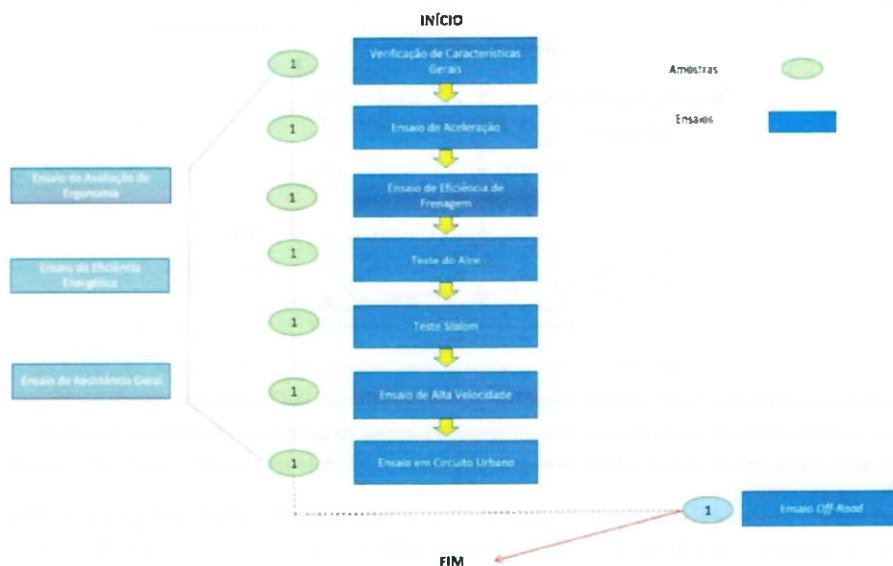 INÍCIO
1
Verificação de Características
Gerais
Amostras
1
Ensaio de Aceleração
Ensaios
Ensaio de Avaliação de
Ergonomia
1
Ensaio de Eficiência de
Frenagem
1
Teste do Alce
Ensaio de Eficiência
Energética
1
Teste Slalom
Ensaio de Resistência Geral
1
Ensaio de Alta Velocidade
1
Ensaio em Circuito Urbano
1
Ensaio Off-Road
FIM